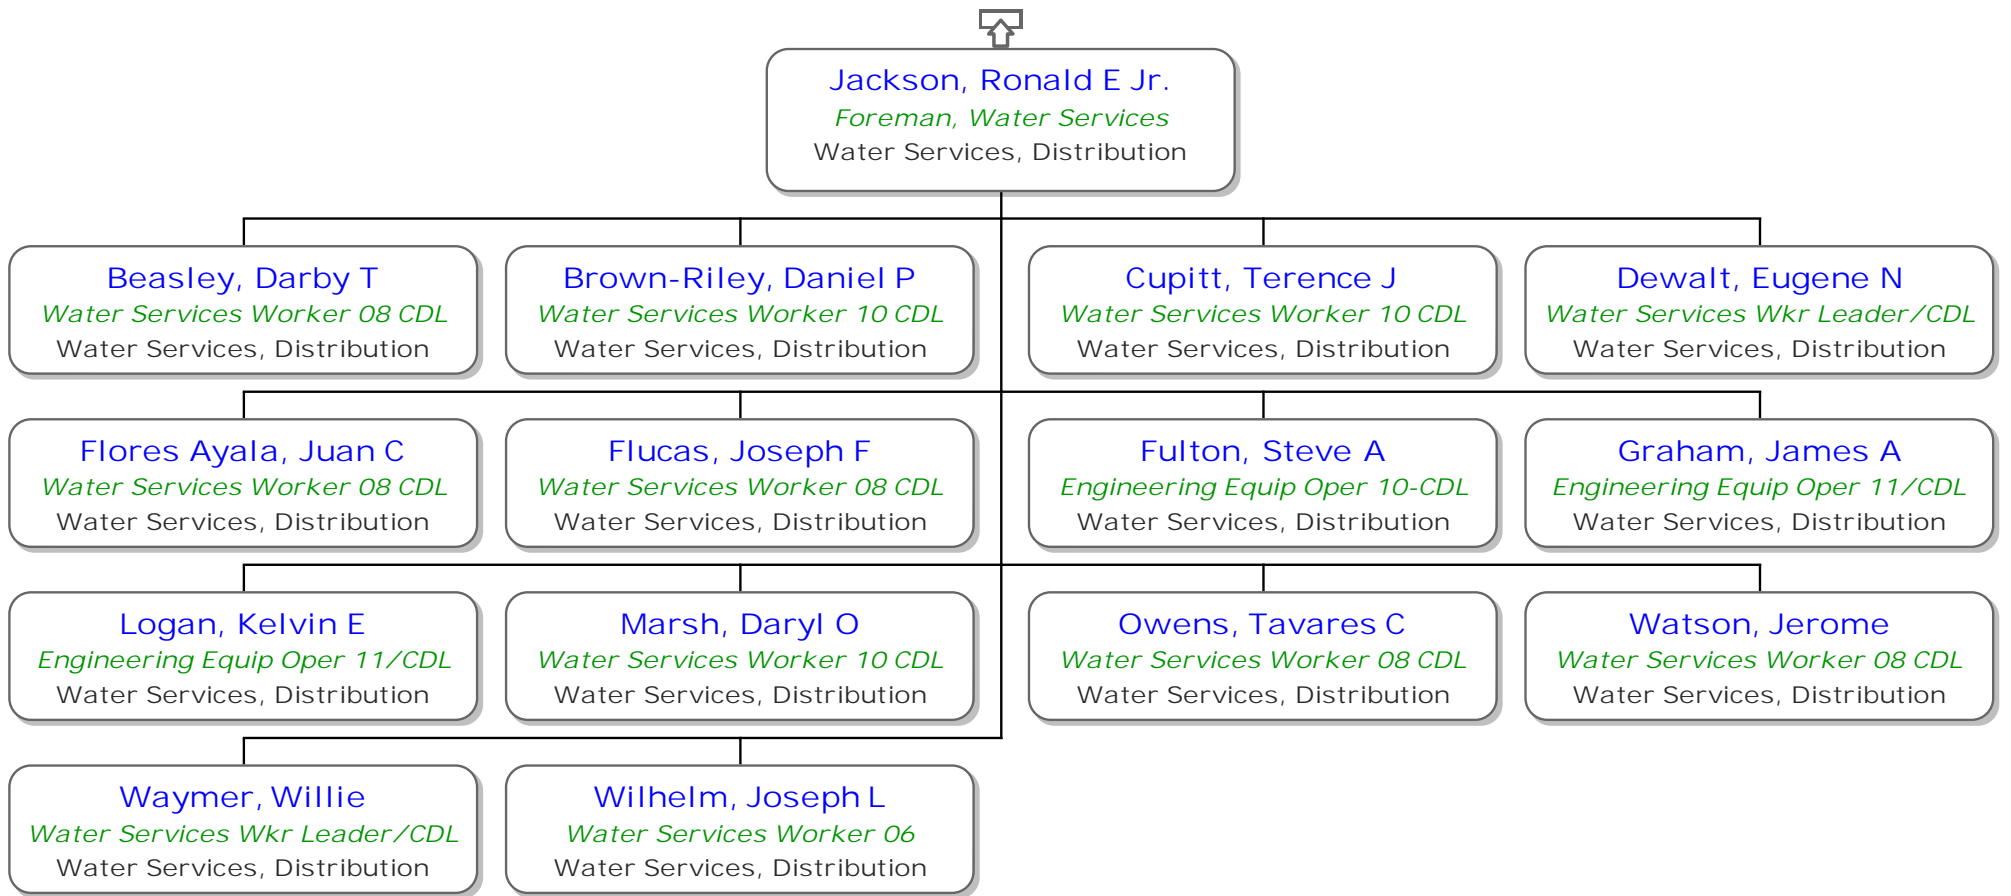 Jackson, Ronald E Jr.
Foreman, Water Services
Water Services, Distribution
Beasley, Darby T
Water Services Worker 08 CDL
Water Services, Distribution
Brown-Riley, Daniel P
Water Services Worker 10 CDL
Water Services, Distribution
Cupitt, Terence J
Water Services Worker 10 CDL
Water Services, Distribution
Dewalt, Eugene N
Water Services Wkr Leader/CDL
Water Services, Distribution
Flores Ayala, Juan C
Water Services Worker 08 CDL
Water Services, Distribution
Flucas, Joseph F
Water Services Worker 08 CDL
Water Services, Distribution
Fulton, Steve A
Engineering Equip Oper 10-CDL
Water Services, Distribution
Graham, James A
Engineering Equip Oper 11/CDL
Water Services, Distribution
Logan, Kelvin E
Engineering Equip Oper 11/CDL
Water Services, Distribution
Marsh, Daryl O
Water Services Worker 10 CDL
Water Services, Distribution
Owens, Tavares C
Water Services Worker 08 CDL
Water Services, Distribution
Watson, Jerome
Water Services Worker 08 CDL
Water Services, Distribution
Waymer, Willie
Water Services Wkr Leader/CDL
Water Services, Distribution
Wilhelm, Joseph L
Water Services Worker 06
Water Services, Distribution